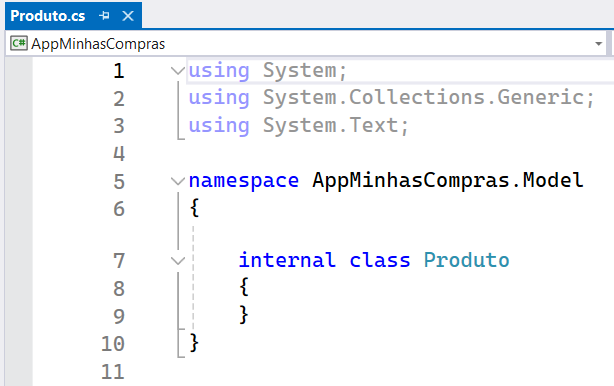 Produto.cs
C# AppMinhasCompras
1 using System;
2 using System.Collections.Generic;
3 using System.Text;
4
5 namespace AppMinhasCompras.Model
6 {
7 internal class Produto
8 {
9 }
10 }
11